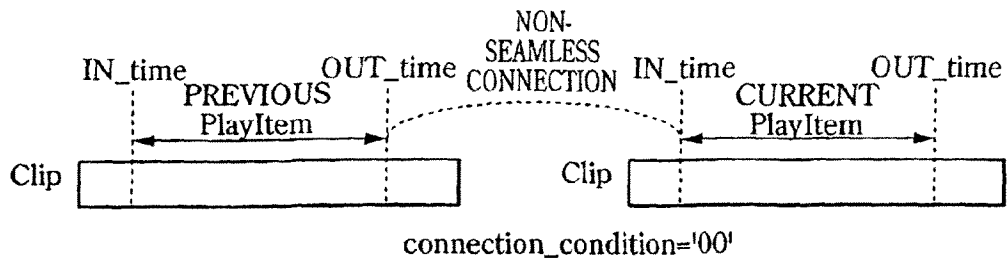 NON-
SEAMLESS
CONNECTION
IN_time
OUT_time
IN_time
OUT_time
PREVIOUS
PlayItem
CURRENT
PlayItem
Clip
Clip
connection_condition='00'